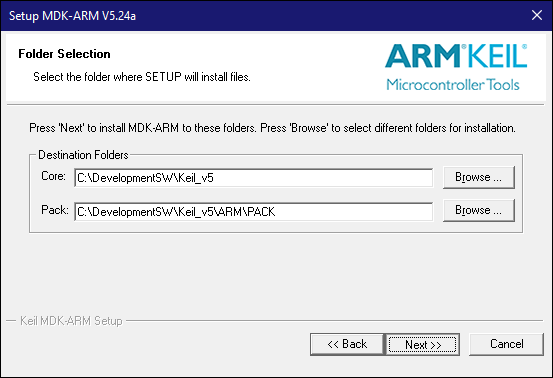 Setup MDK-ARM V5.24a
Folder Selection
Select the folder where SETUP will install files.
ARM KEIL
Microcontroller Tools
Press 'Next' to install MDK-ARM to these folders. Press 'Browse' to select different folders for installation.
Destination Folders
Core: C:\DevelopmentSW\Keil_v5 Browse ...
Pack: C:\DevelopmentSW\Keil_v5\ARM\PACK Browse ...
Keil MDK-ARM Setup
<< Back Next >> Cancel